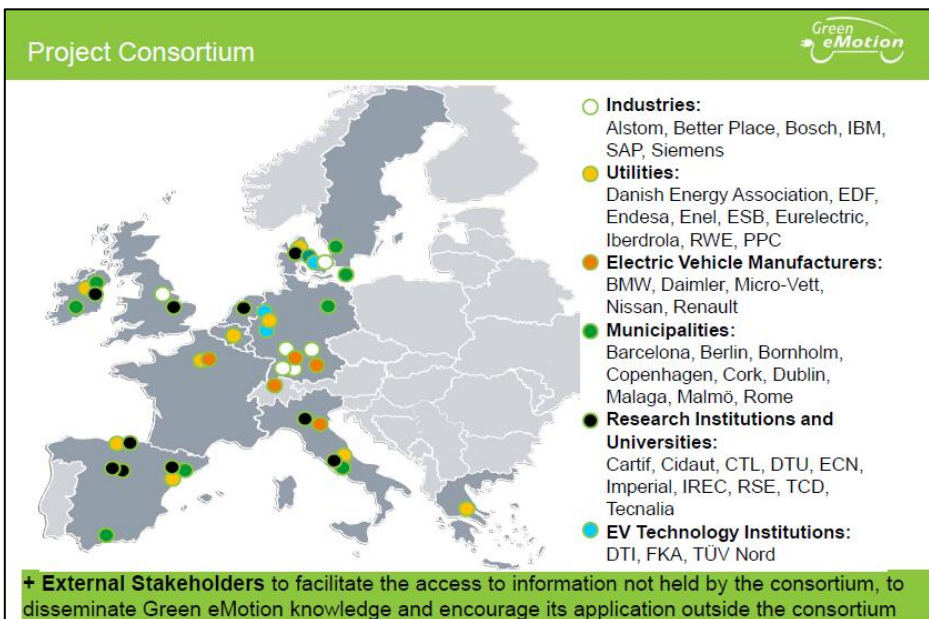 Project Consortium
Green
eMotion
Industries:
Alstom, Better Place, Bosch, IBM,
SAP, Siemens
Utilities:
Danish Energy Association, EDF,
Endesa, Enel, ESB, Eurelectric,
Iberdrola, RWE, PPC
Electric Vehicle Manufacturers:
BMW, Daimler, Micro-Vett,
Nissan, Renault
Municipalities:
Barcelona, Berlin, Bornholm,
Copenhagen, Cork, Dublin,
Malaga, Malmö, Rome
Research Institutions and
Universities:
Cartif, Cidaut, CTL, DTU, ECN,
Imperial, IREC, RSE, TCD,
Tecnalia
EV Technology Institutions:
DTI, FKA, TÜV Nord
+ External Stakeholders to facilitate the access to information not held by the consortium, to
disseminate Green eMotion knowledge and encourage its application outside the consortium